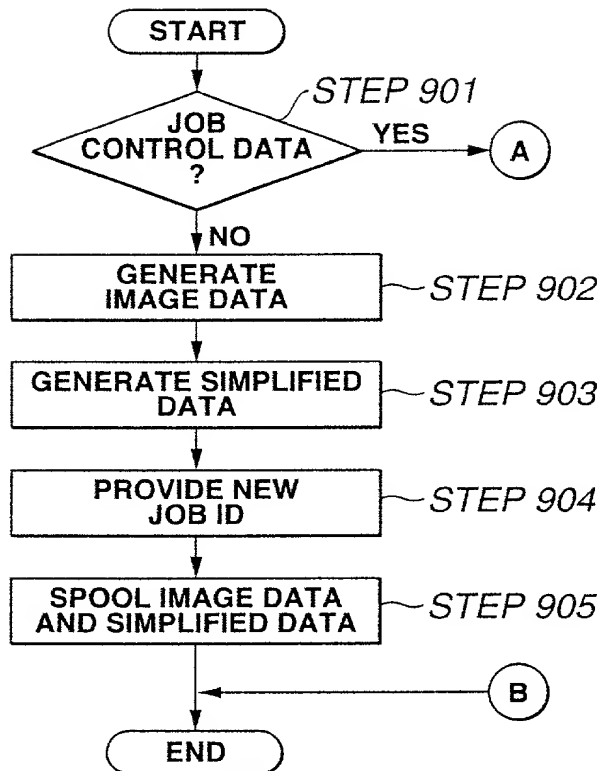 START
STEP 901
JOB
CONTROL DATA
?
YES
A
NO
GENERATE
IMAGE DATA
STEP 902
GENERATE SIMPLIFIED
DATA
STEP 903
PROVIDE NEW
JOB ID
STEP 904
SPOOL IMAGE DATA
AND SIMPLIFIED DATA
STEP 905
B
END